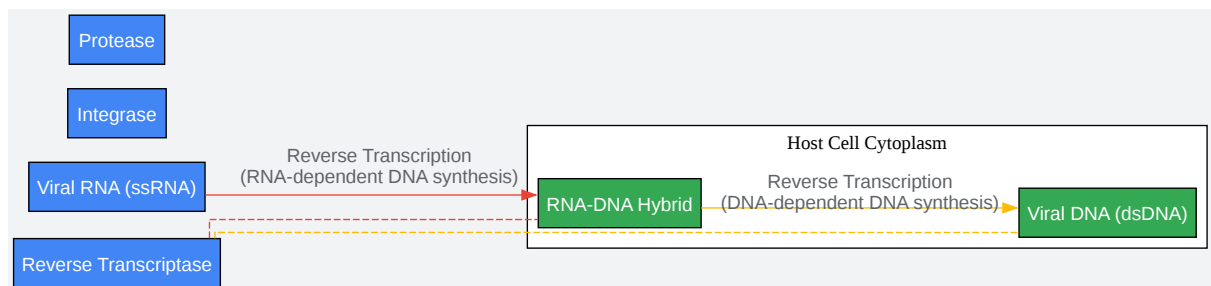 Protease
Integrase
Host Cell Cytoplasm
Reverse Transcription
(RNA-dependent DNA synthesis)
Viral RNA (ssRNA)
Reverse Transcription
(DNA-dependent DNA synthesis)
RNA-DNA Hybrid
Viral DNA (dsDNA)
Reverse Transcriptase